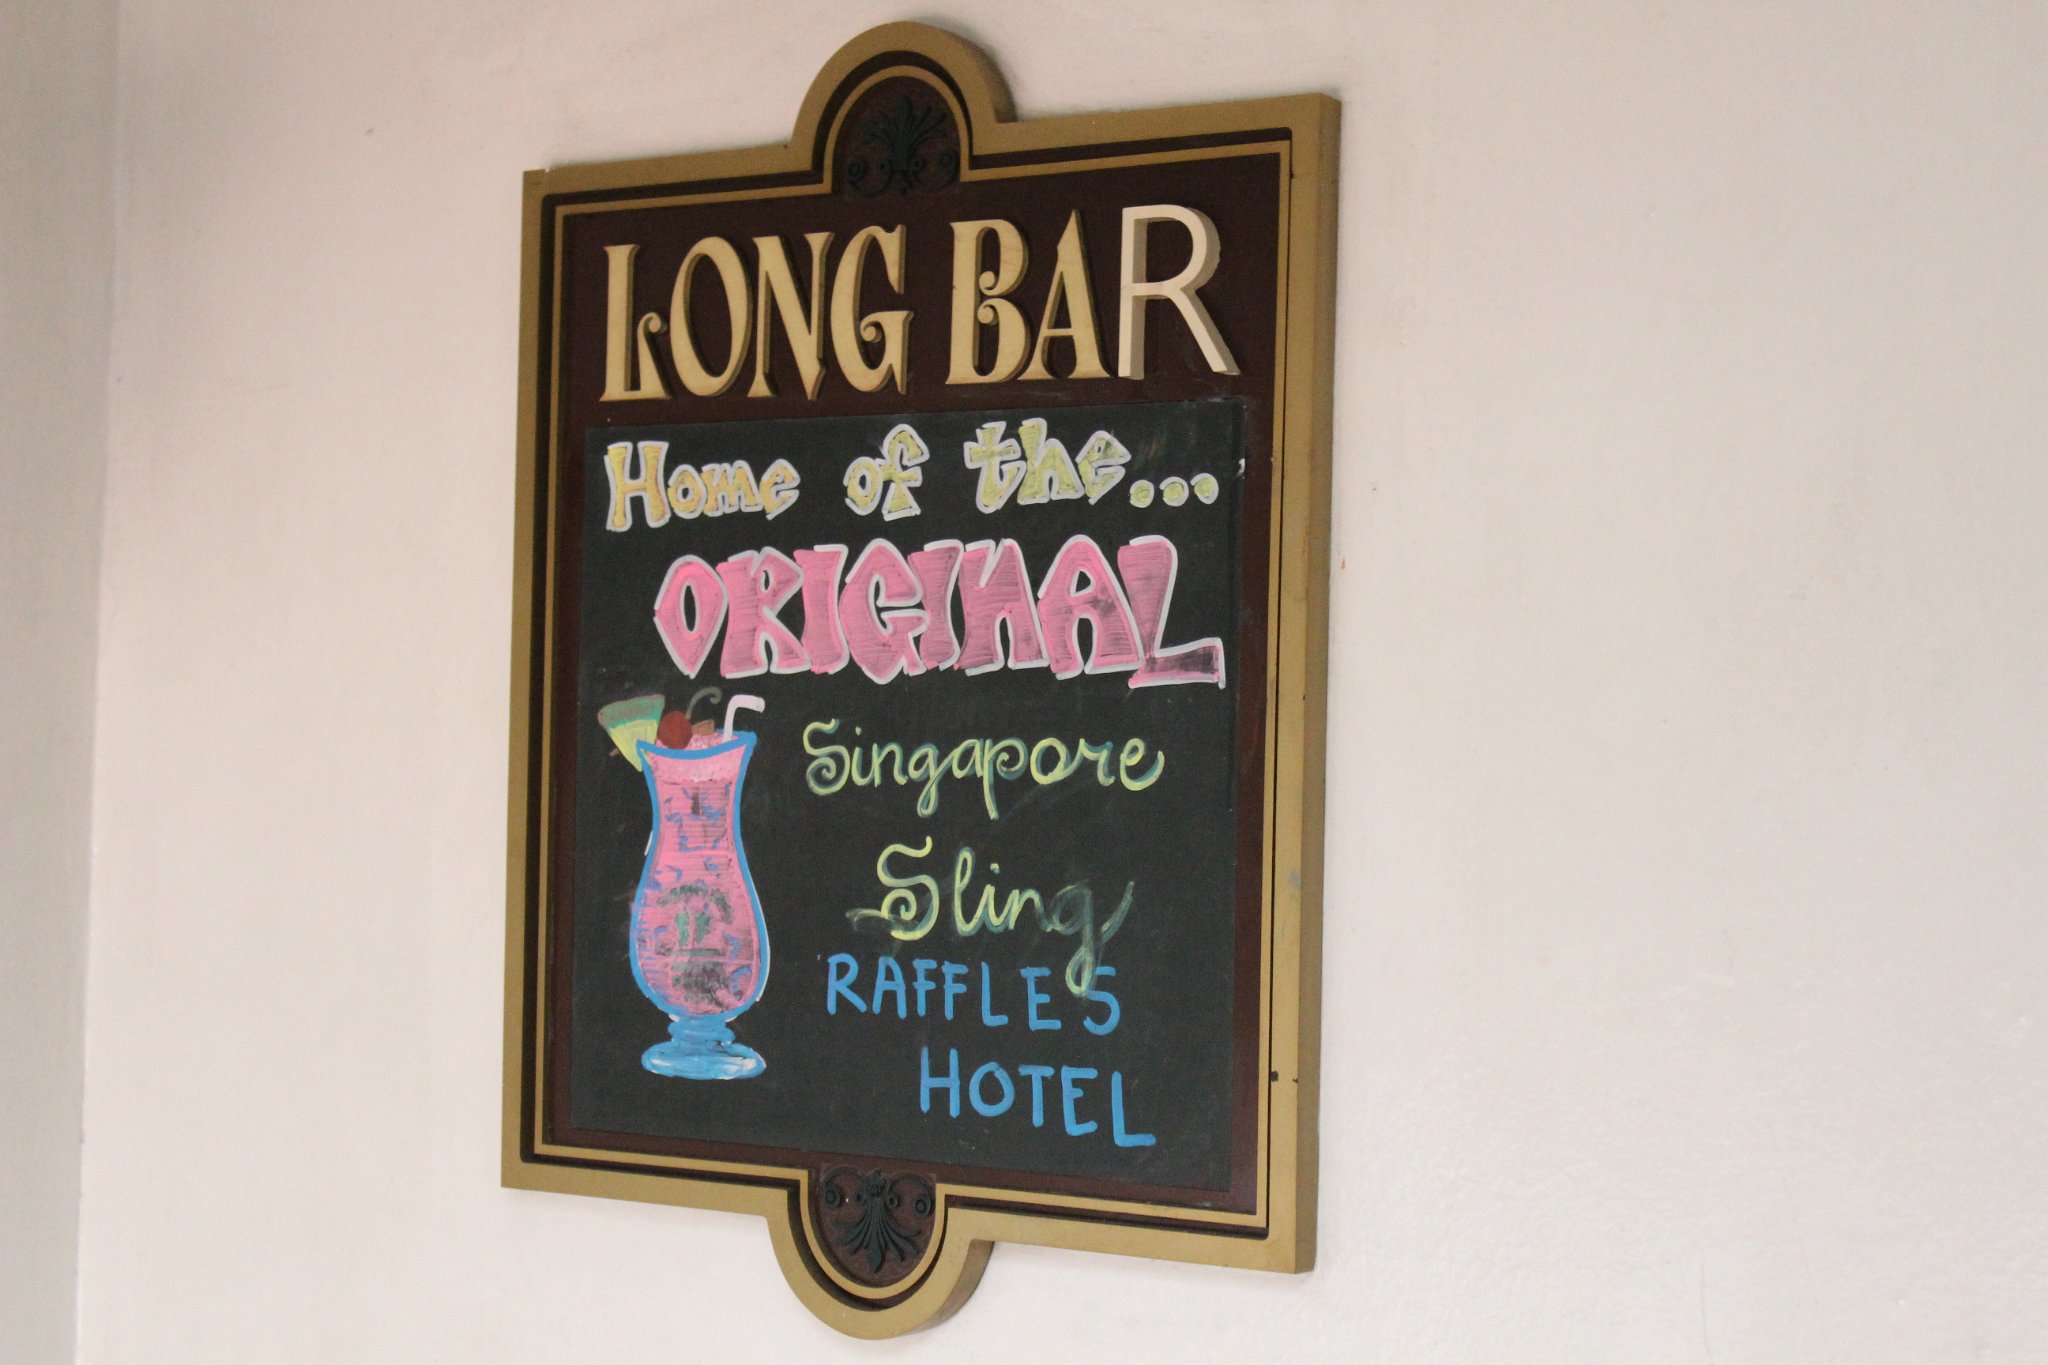 LONG BAR
Home of the...
ORIGINAL
Singapore
Sling
RAFFLES
HOTEL